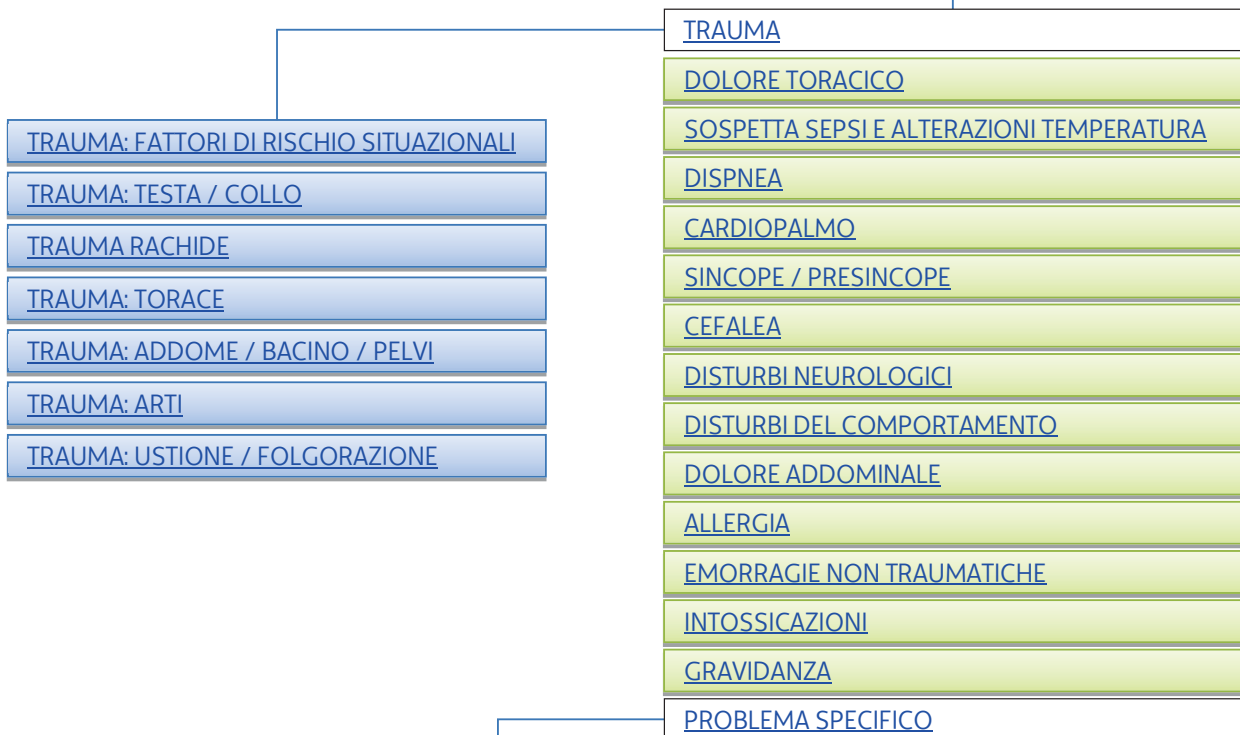 TRAUMA
DOLORE TORACICO
SOSPETTA SEPSI E ALTERAZIONI TEMPERATURA
DISPNEA
CARDIOPALMO
SINCOPE / PRESINCOPE
CEFALEA
DISTURBI NEUROLOGICI
DISTURBI DEL COMPORTAMENTO
DOLORE ADDOMINALE
ALLERGIA
EMORRAGIE NON TRAUMATICHE
INTOSSICAZIONI
GRAVIDANZA
PROBLEMA SPECIFICO
TRAUMA: FATTORI DI RISCHIO SITUAZIONALI
TRAUMA: TESTA / COLLO
TRAUMA RACHIDE
TRAUMA: TORACE
TRAUMA: ADDOME / BACINO / PELVI
TRAUMA: ARTI
TRAUMA: USTIONE / FOLGORAZIONE